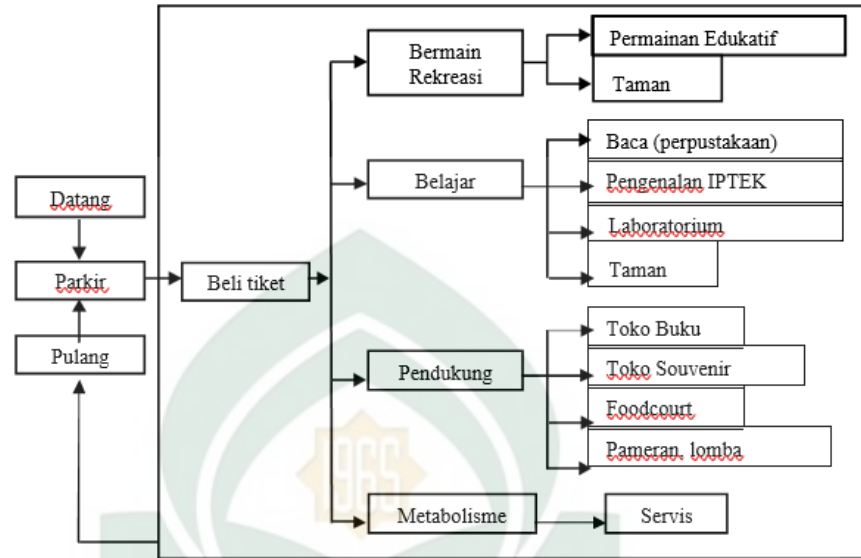 Datang
Parkir
Pulang
Beli tiket
Bermain
Rekreasi
Permainan Edukatif
Taman
Belajar
Baca (perpustakaan)
Pengenalan IPTEK
Laboratorium
Taman
Pendukung
Toko Buku
Toko Souvenir
Foodcourt
Pameran, lomba
Metabolisme
Servis
965